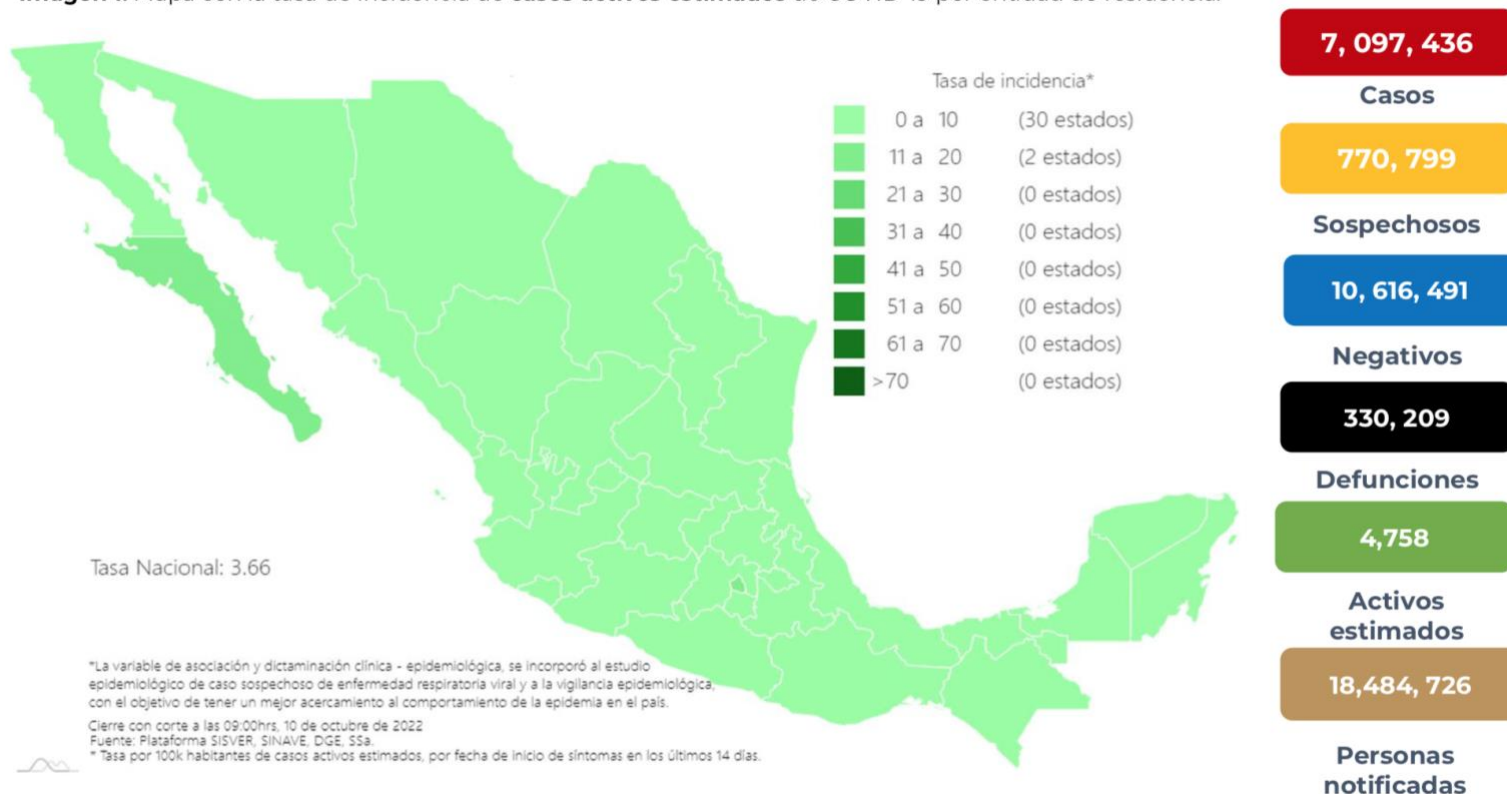 Tasa de incidencia*
0 a 10 (30 estados)
11 a 20 (2 estados)
21 a 30 (0 estados)
31 a 40 (0 estados)
41 a 50 (0 estados)
51 a 60 (0 estados)
61 a 70 (0 estados)
>70 (0 estados)
Tasa Nacional: 3.66
*La variable de asociación y dictaminación clínica - epidemiológica, se incorporó al estudio
epidemiológico de caso sospechoso de enfermedad respiratoria viral y a la vigilancia epidemiológica,
con el objetivo de tener un mejor acercamiento al comportamiento de la epidemia en el país.
Cierre con corte a las 09:00hrs, 10 de octubre de 2022
Fuente: Plataforma SISVER, SINAVE, DGE, SSa.
* Tasa por 100k habitantes de casos activos estimados, por fecha de inicio de síntomas en los últimos 14 días.
7, 097, 436
Casos
770, 799
Sospechosos
10, 616, 491
Negativos
330, 209
Defunciones
4,758
Activos
estimados
18,484, 726
Personas
notificadas